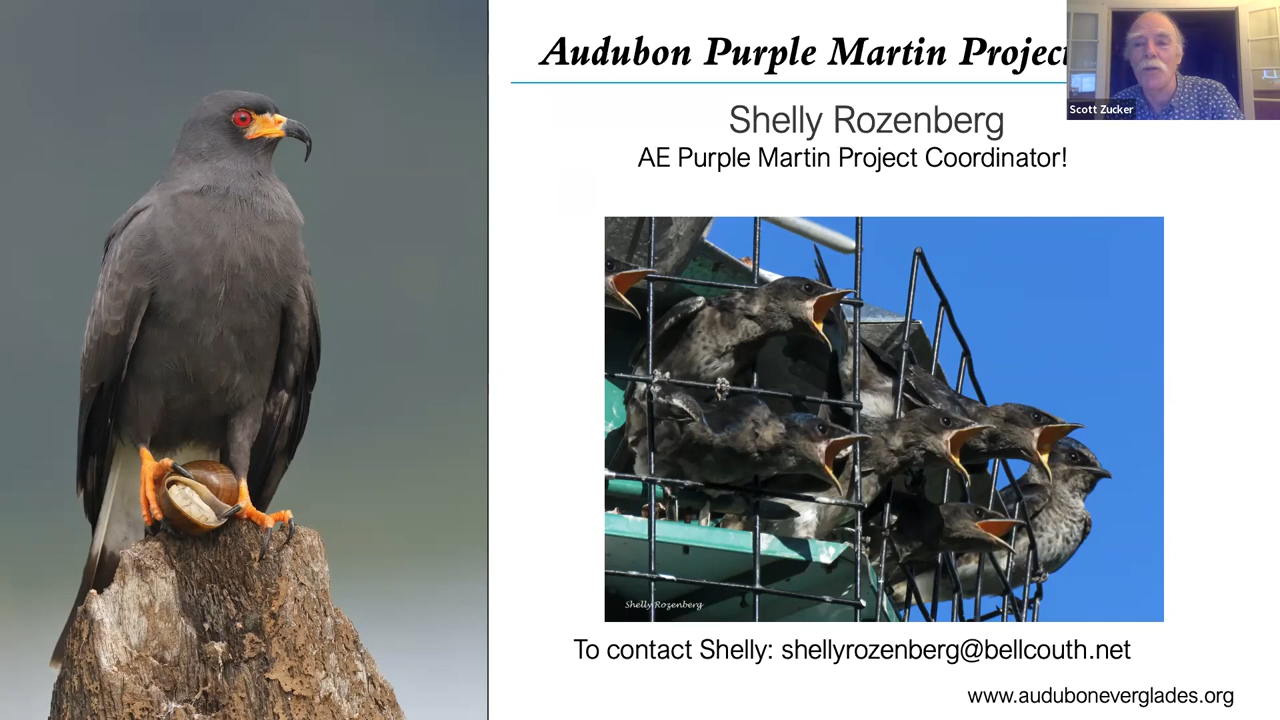 Audubon Purple Martin Project
Scott Zucker
Shelly Rozenberg
AE Purple Martin Project Coordinator!
Shelly Rozenberg
To contact Shelly: shellyrozenberg@bellcouth.net
www.auduboneverglades.org